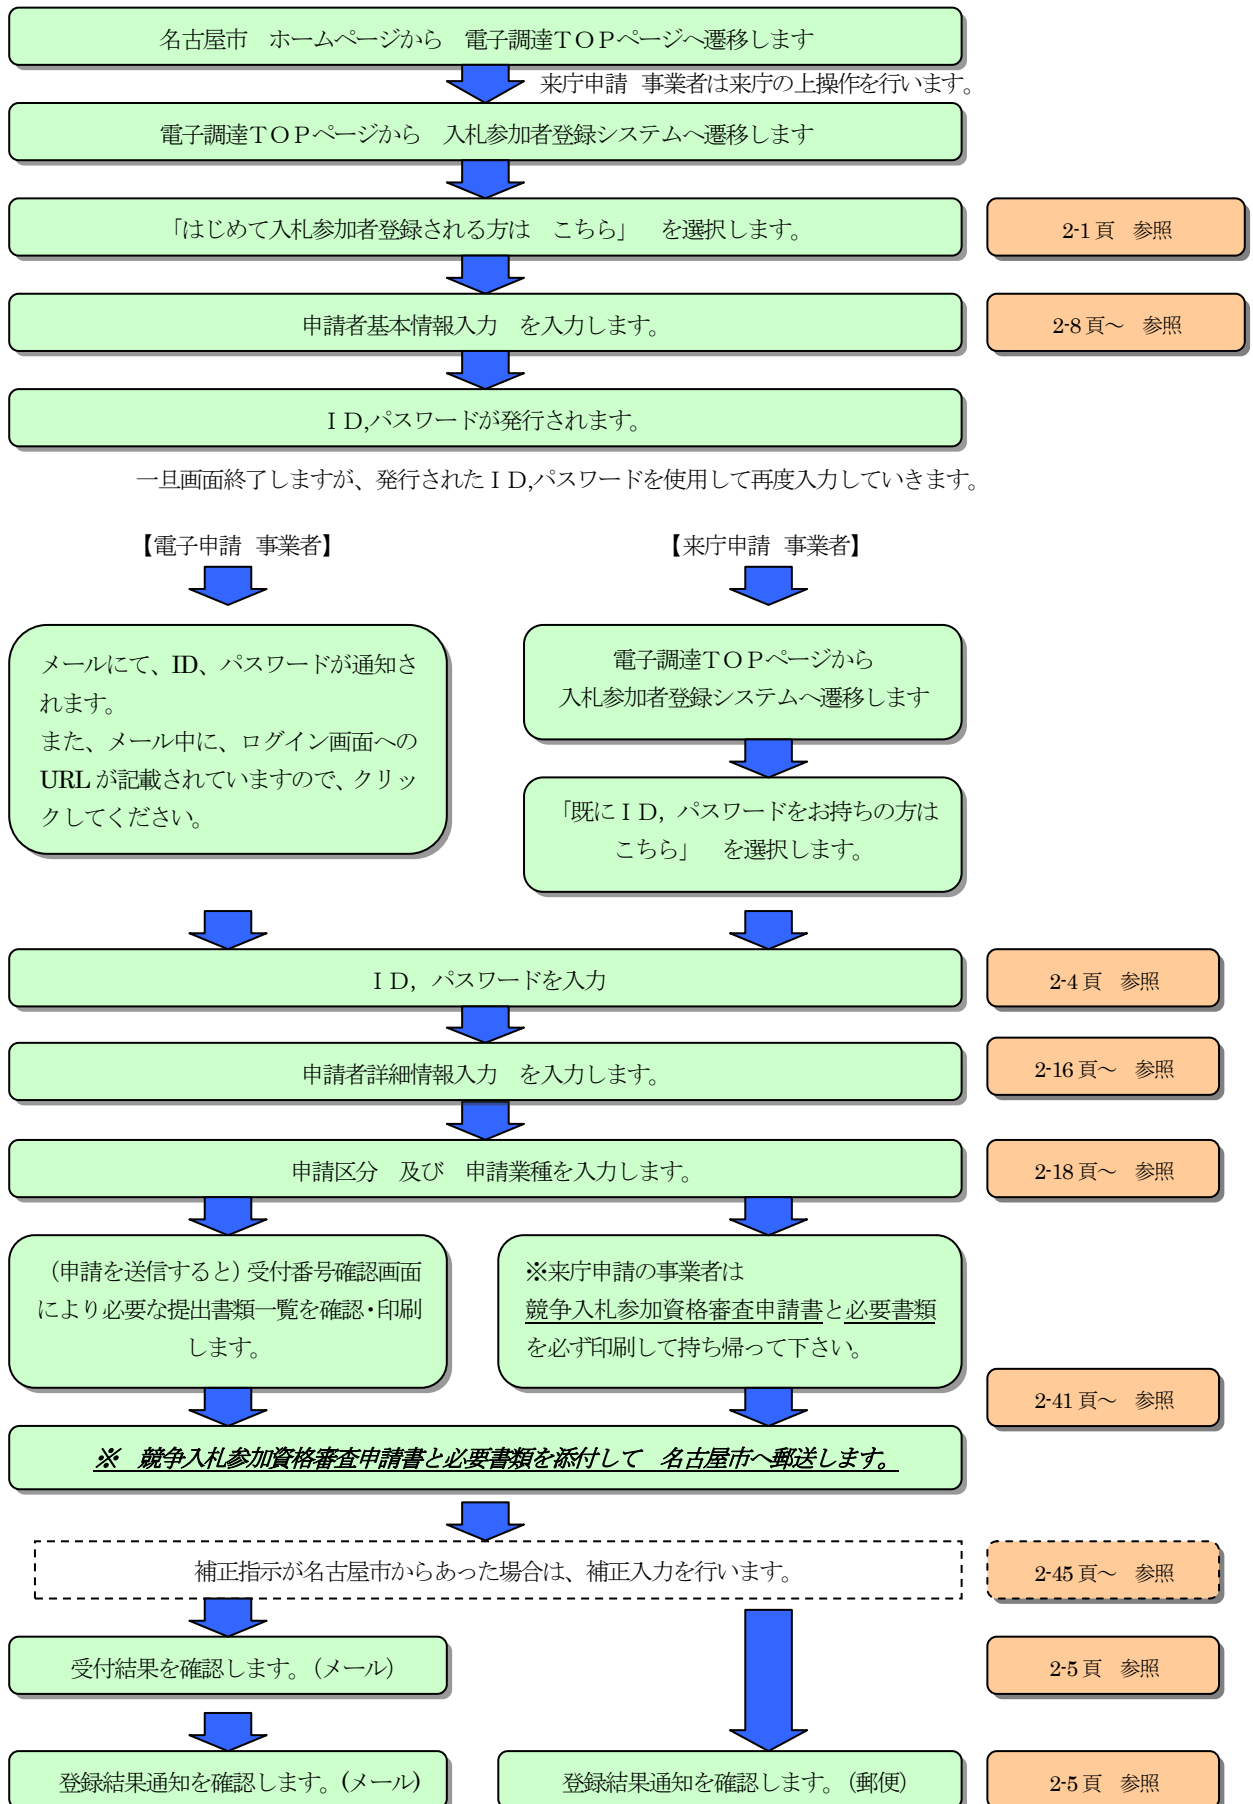 名古屋市　ホームページから　電子調達ＴＯＰページへ遷移します
来庁申請 事業者は来庁の上操作を行います。
電子調達ＴＯＰページから　入札参加者登録システムへ遷移します
「はじめて入札参加者登録される方は　こちら」　を選択します。
2-1頁　参照
申請者基本情報入力　を入力します。
2-8頁～　参照
ＩＤ,パスワードが発行されます。
一旦画面終了しますが、発行されたＩＤ,パスワードを使用して再度入力していきます。
【電子申請 事業者】
【来庁申請 事業者】
メールにて、ID、パスワードが通知さ
れます。
また、メール中に、ログイン画面への
URLが記載されていますので、クリッ
クしてください。
電子調達ＴＯＰページから
入札参加者登録システムへ遷移します
「既にＩＤ，パスワードをお持ちの方は
こちら」　を選択します。
ＩＤ，パスワードを入力
2-4頁　参照
申請者詳細情報入力　を入力します。
2-16頁～　参照
申請区分　及び　申請業種を入力します。
2-18頁～　参照
（申請を送信すると）受付番号確認画面
により必要な提出書類一覧を確認・印刷
します。
※来庁申請の事業者は
競争入札参加資格審査申請書と必要書類
を必ず印刷して持ち帰って下さい。
2-41頁～　参照
※　競争入札参加資格審査申請書と必要書類を添付して　名古屋市へ郵送します。
補正指示が名古屋市からあった場合は、補正入力を行います。
2-45頁～　参照
受付結果を確認します。（メール）
2-5頁　参照
登録結果通知を確認します。（メール）
登録結果通知を確認します。（郵便）
2-5頁　参照